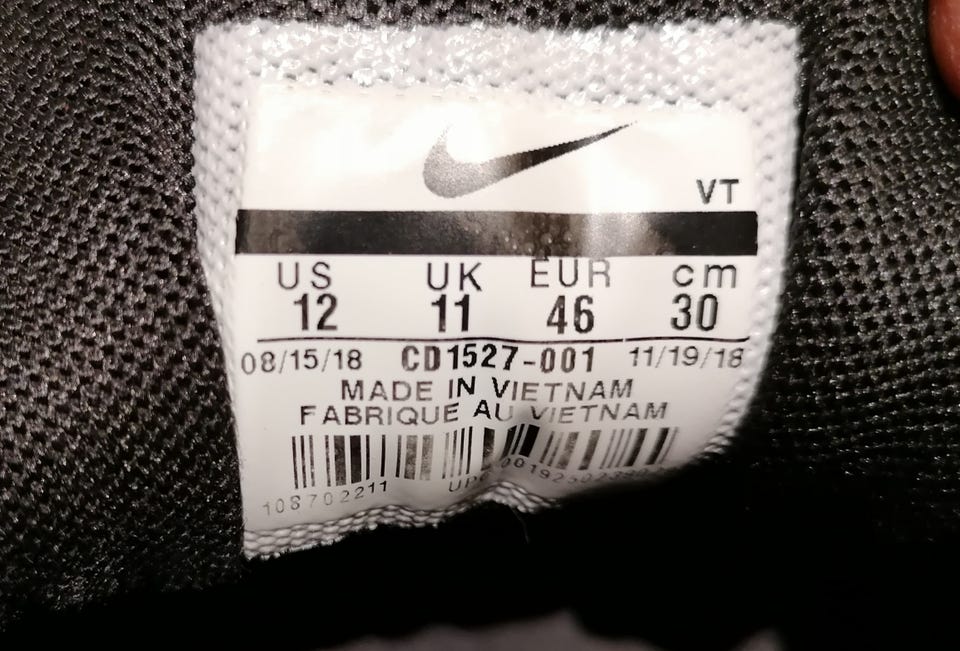 VT
US UK EUR cm
12 11 46 30
08/15/18 CD1527-001 11/19/18
MADE IN VIETNAM
FABRIQUE AU VIETNAM
108702211